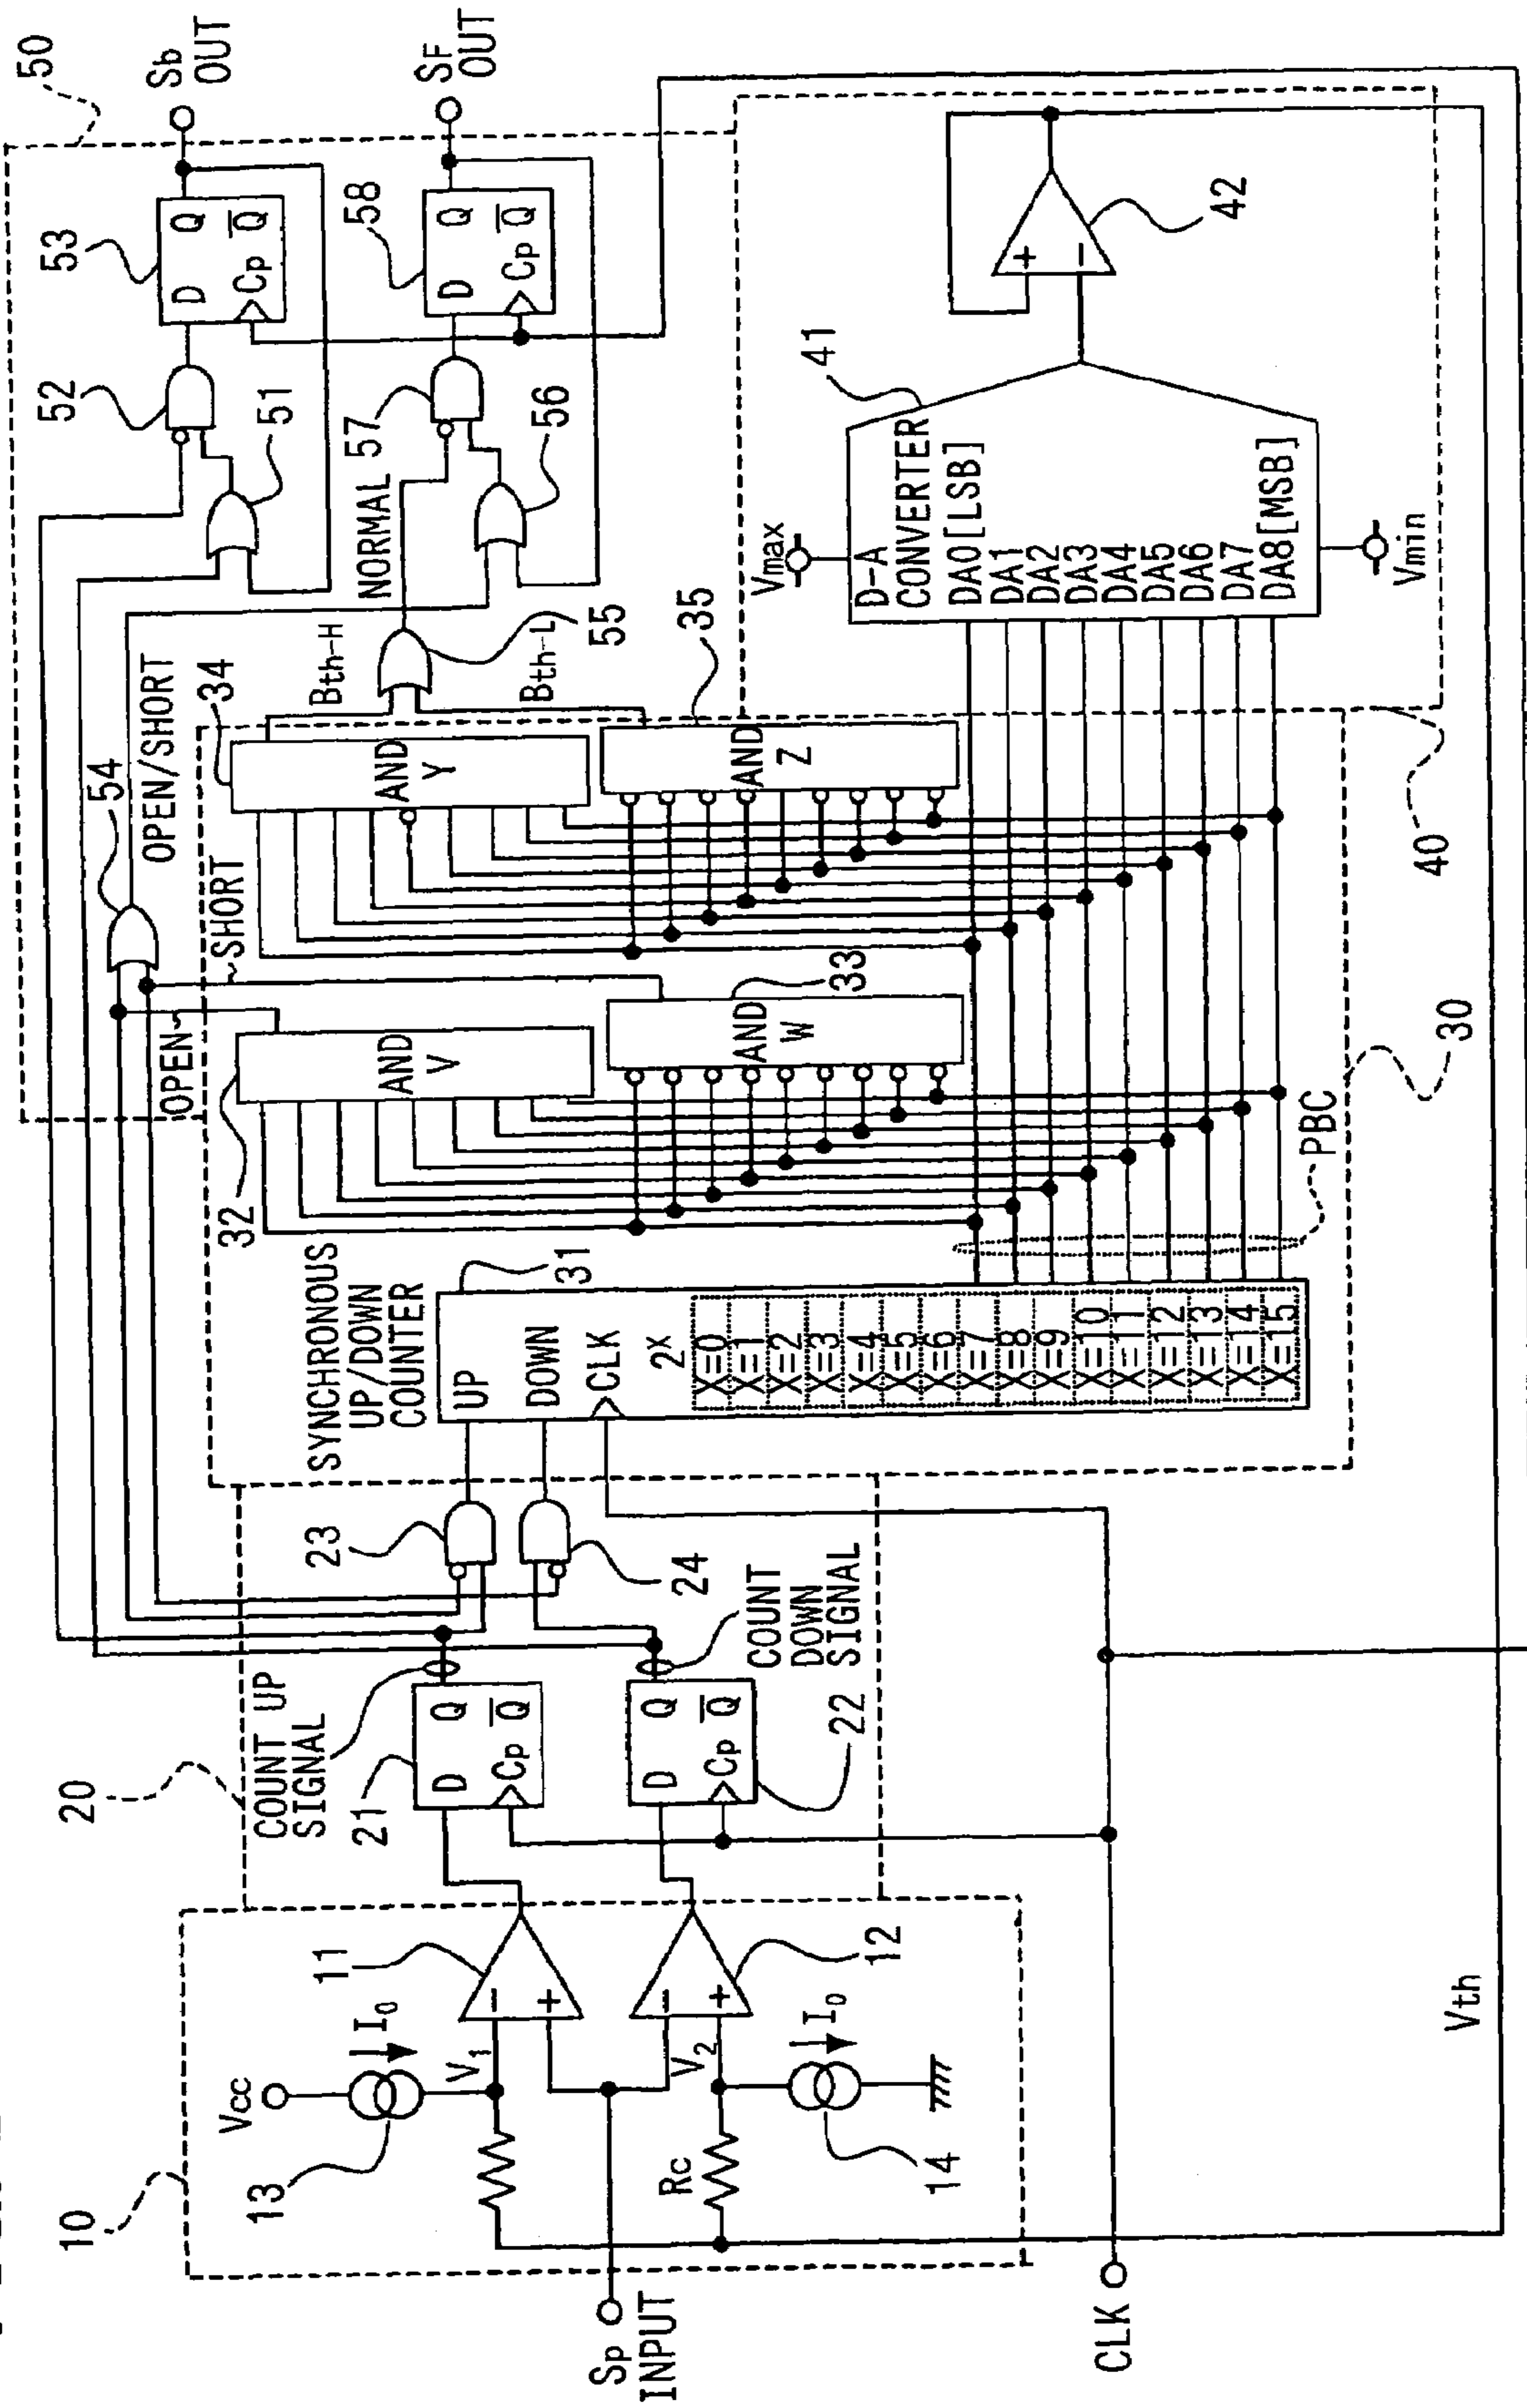 10
Vcc
13
I0
V1
11
Rc
V2
I0
14
12
Sp
INPUT
CLK
Vth
20
COUNT UP
SIGNAL
21
D
Q
Cp
Q
D
Q
Cp
Q
22
COUNT
DOWN
SIGNAL
23
24
SYNCHRONOUS
UP/DOWN
COUNTER
31
UP
DOWN
CLK
2x
X=0
X=1
X=2
X=3
X=4
X=5
X=6
X=7
X=8
X=9
X=10
X=11
X=12
X=13
X=14
X=15
PBC
30
32
AND
V
OPEN
SHORT
AND
W
33
54
OPEN/SHORT
34
AND
Y
AND
Z
35
Bth-H
Bth-L
55
NORMAL
40
Vmax
D-A
CONVERTER
DA0[LSB]
DA1
DA2
DA3
DA4
DA5
DA6
DA7
DA8[MSB]
41
Vmin
42
50
51
52
53
D
Q
Cp
Q
Sb
OUT
56
57
58
D
Q
Cp
Q
SF
OUT